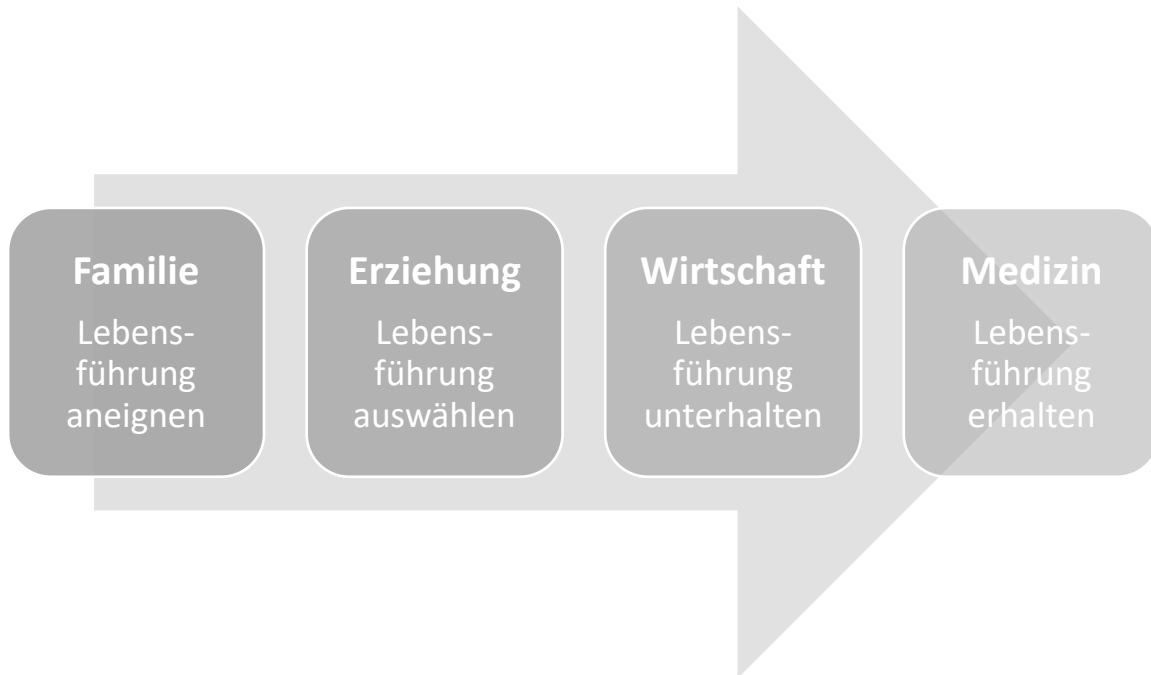 Familie
Lebens-
führung
aneignen
Erziehung
Lebens-
führung
auswählen
Wirtschaft
Lebens-
führung
unterhalten
Medizin
Lebens-
führung
erhalten